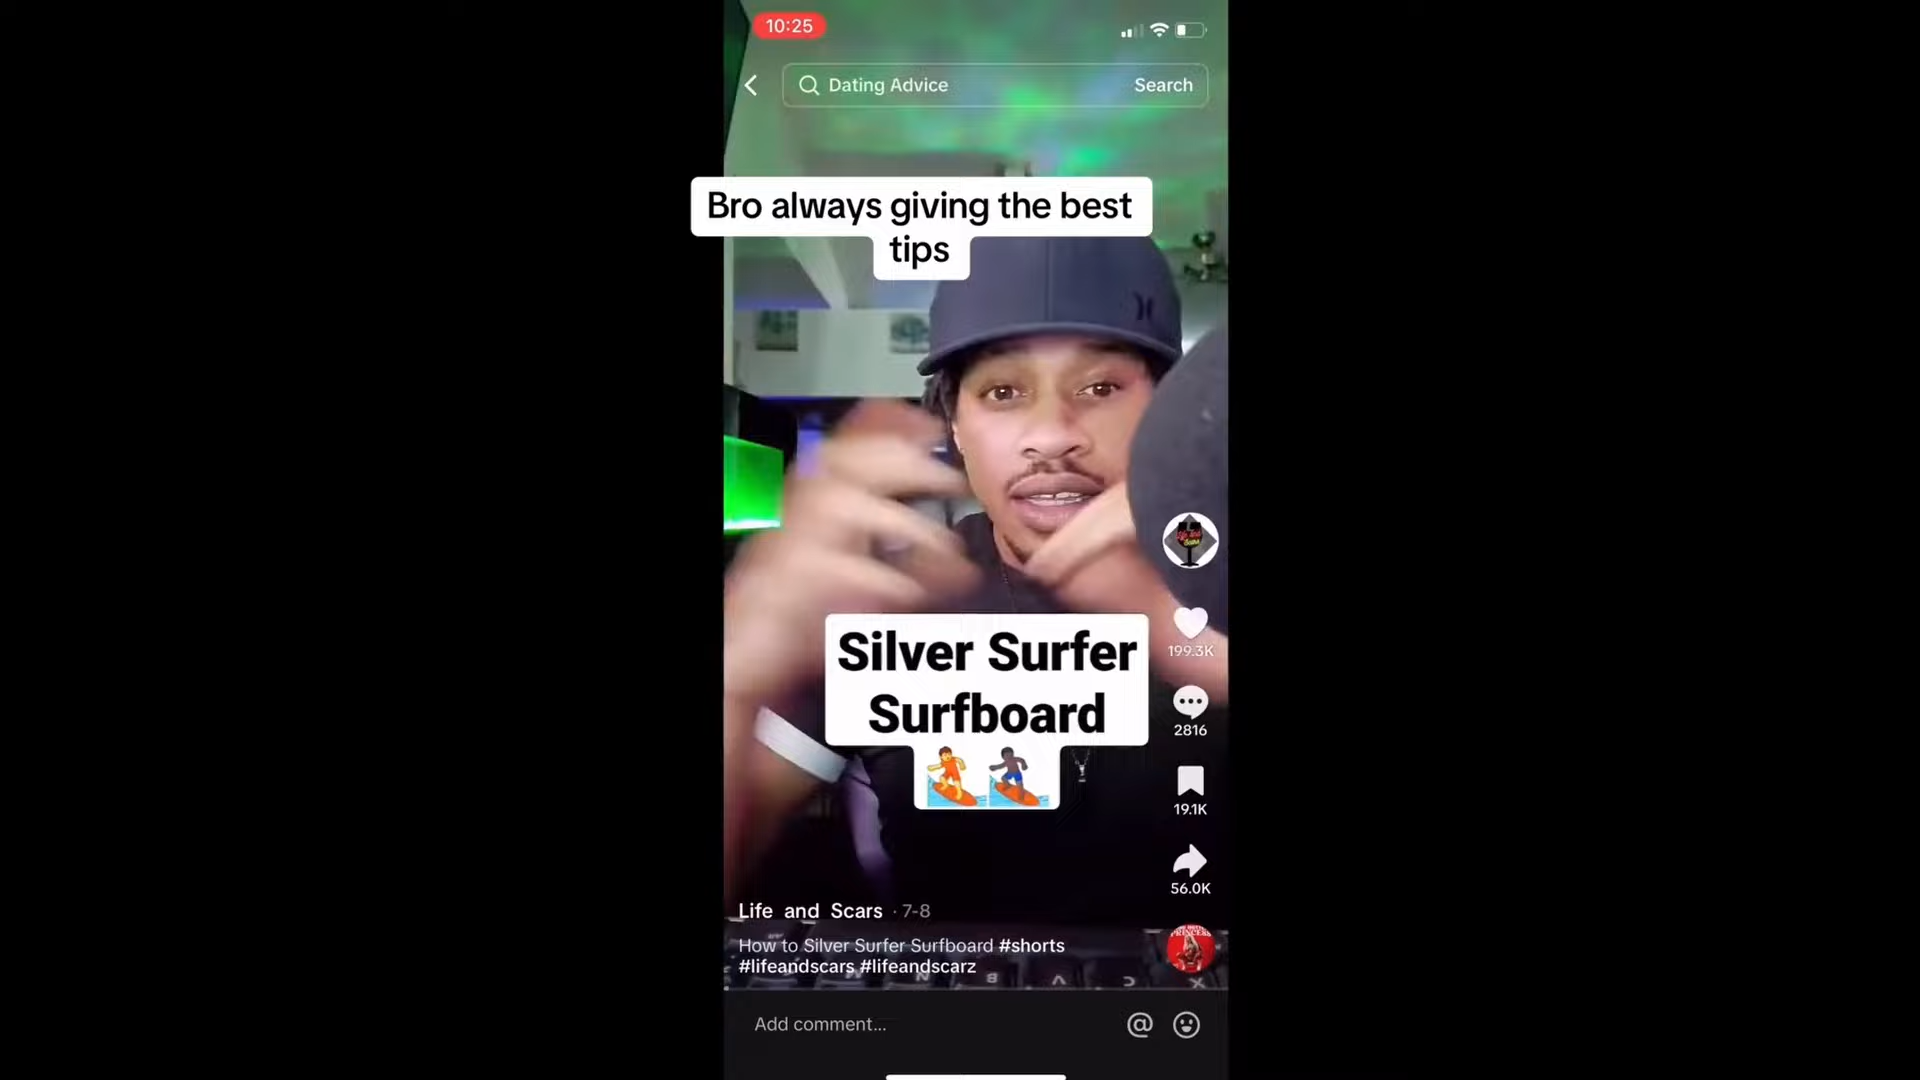 10:25
Dating Advice Search
Bro always giving the best
tips
Silver Surfer
Surfboard
199.3K
2816
19.1K
56.0K
Life and Scars · 7-8
How to Silver Surfer Surfboard #shorts
#lifeandscars #lifeandscarz
Add comment...